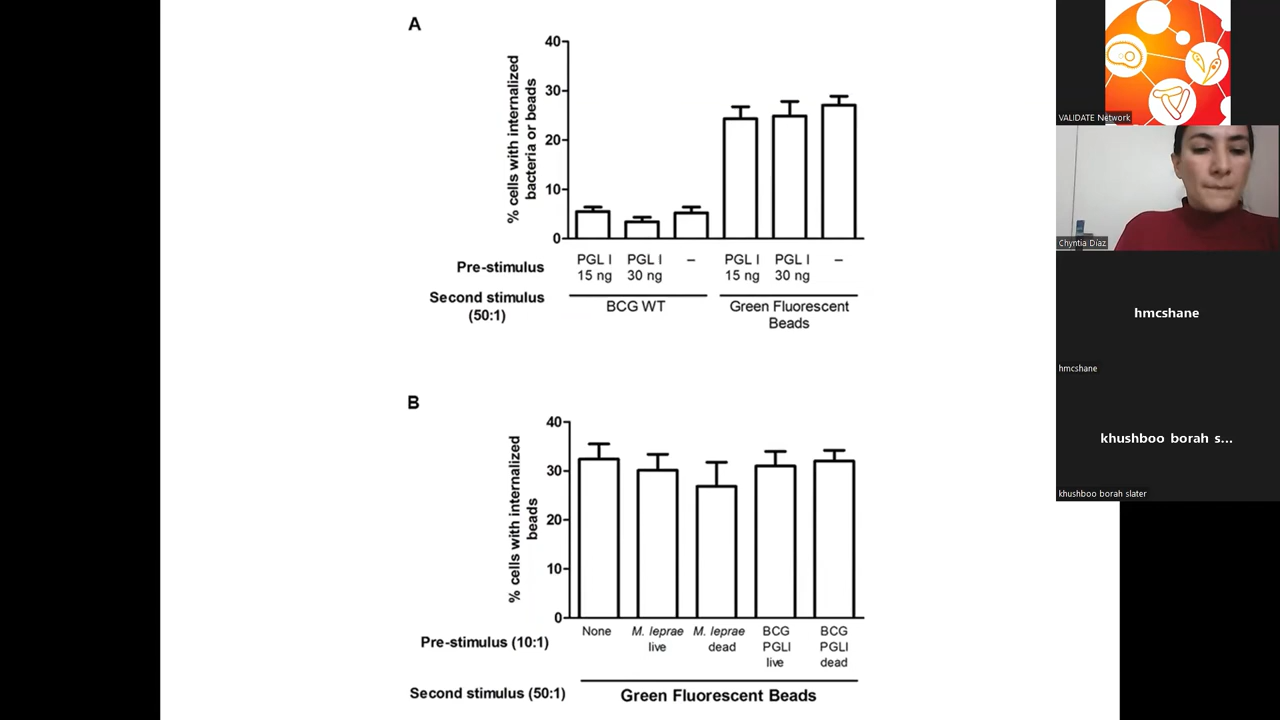 A
% cells with internalized
bacteria or beads
40
30
20
10
0
Pre-stimulus
PGL I
15 ng
PGL I
30 ng
–
PGL I
15 ng
PGL I
30 ng
–
Second stimulus
(50:1)
BCG WT
Green Fluorescent
Beads
B
% cells with internalized
beads
40
30
20
10
0
Pre-stimulus (10:1)
None
M. leprae
live
M. leprae
dead
BCG
PGLI
live
BCG
PGLI
dead
Second stimulus (50:1)
Green Fluorescent Beads
VALIDATE Network
Chyntia Díaz
hmcshane
hmcshane
khushboo borah s...
khushboo borah slater